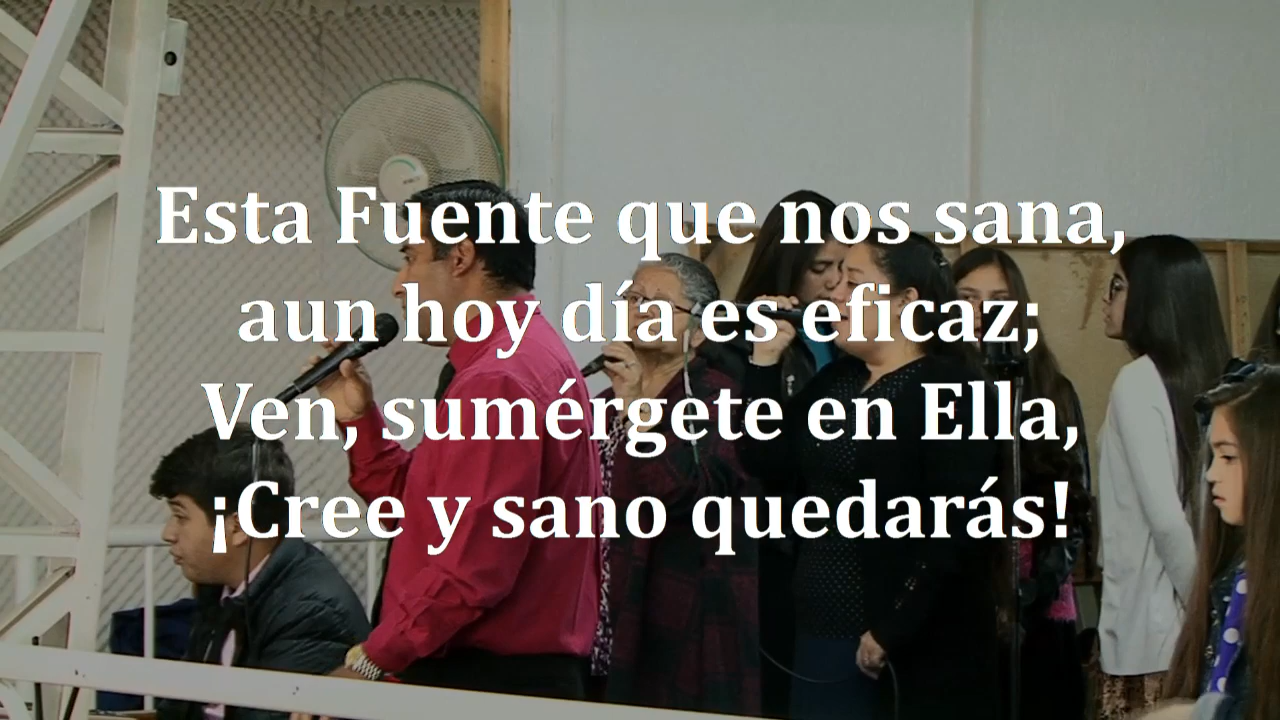 Esta Fuente que nos sana,
aun hoy día es eficaz;
Ven, sumérgete en Ella,
¡Cree y sano quedarás!